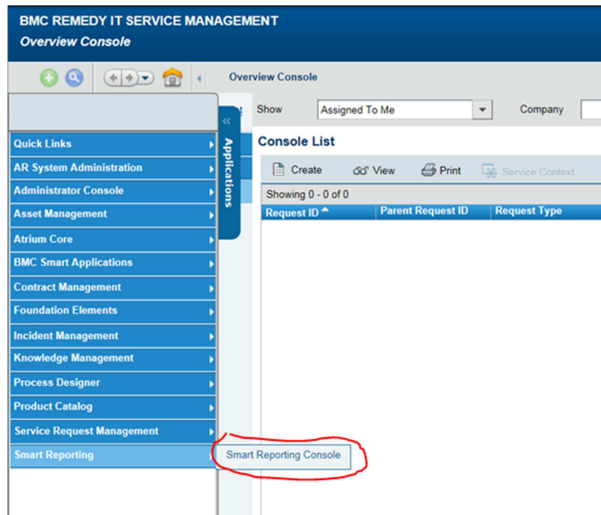 BMC REMEDY IT SERVICE MANAGEMENT
Overview Console
Overview Console
Show Assigned To Me Company
Applications
Console List
Create View Print Service Context
Showing 0 - 0 of 0
Request ID Parent Request ID Request Type
Quick Links
AR System Administration
Administrator Console
Asset Management
Atrium Core
BMC Smart Applications
Contract Management
Foundation Elements
Incident Management
Knowledge Management
Process Designer
Product Catalog
Service Request Management
Smart Reporting
Smart Reporting Console